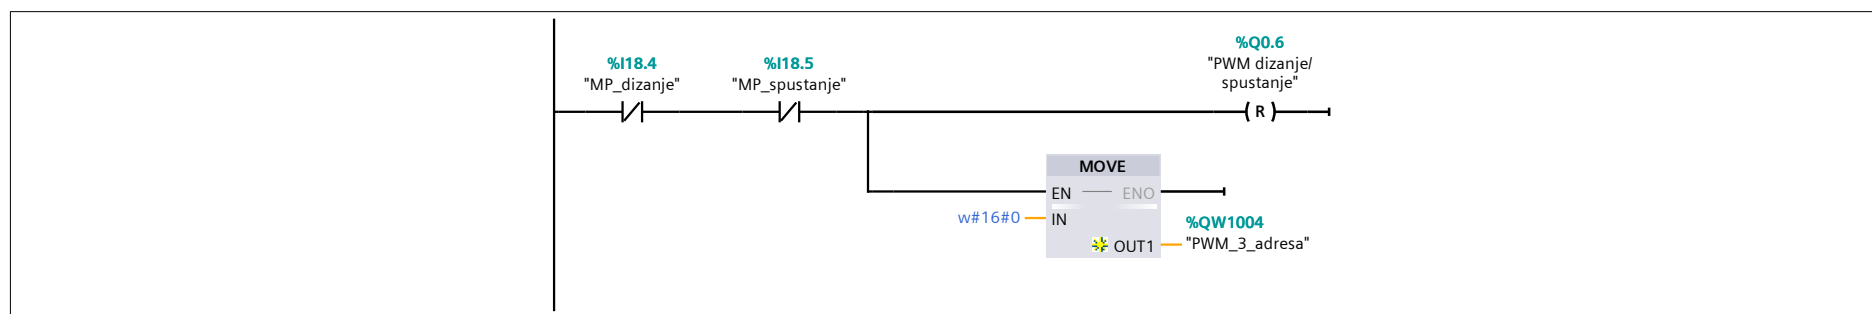 %Q0.6
"PWM dizanje/
spustanje"
%I18.4
"MP_dizanje"
%I18.5
"MP_spustanje"
R
MOVE
EN
ENO
w#16#0
IN
%QW1004
"PWM_3_adresa"
OUT1